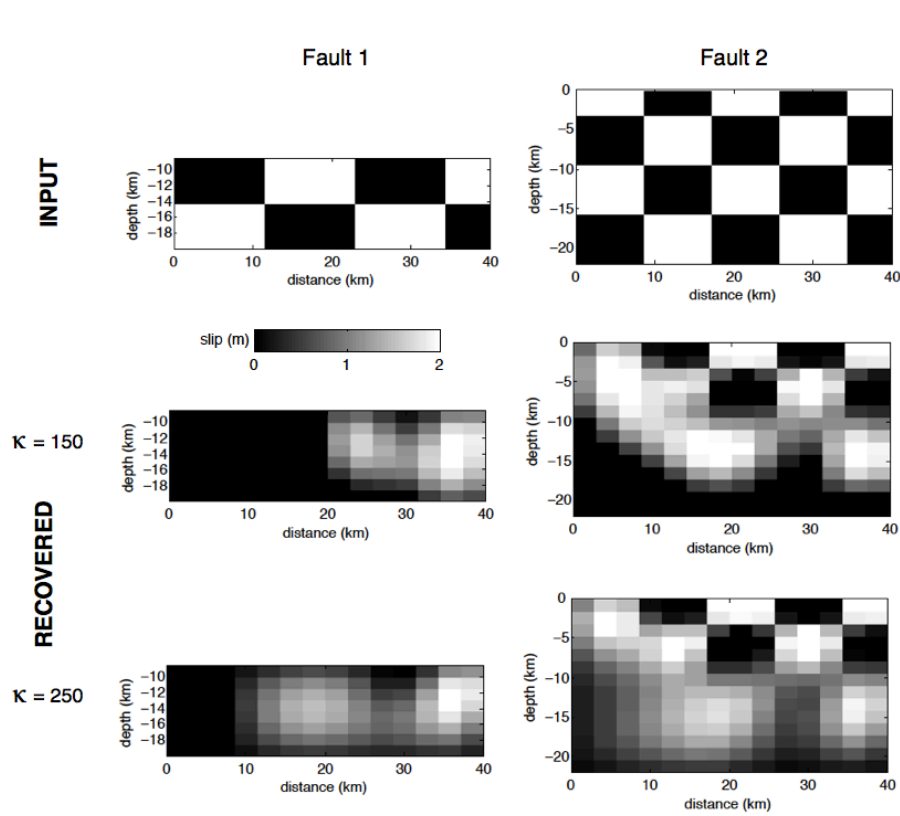 Fault 1
Fault 2
INPUT
depth (km)
−10
−12
−14
−16
−18
0 10 20 30 40
distance (km)
depth (km)
0
−5
−10
−15
−20
0 10 20 30 40
distance (km)
slip (m)
0 1 2
RECOVERED
κ = 150
depth (km)
−10
−12
−14
−16
−18
0 10 20 30 40
distance (km)
depth (km)
0
−5
−10
−15
−20
0 10 20 30 40
distance (km)
κ = 250
depth (km)
−10
−12
−14
−16
−18
0 10 20 30 40
distance (km)
depth (km)
0
−5
−10
−15
−20
0 10 20 30 40
distance (km)